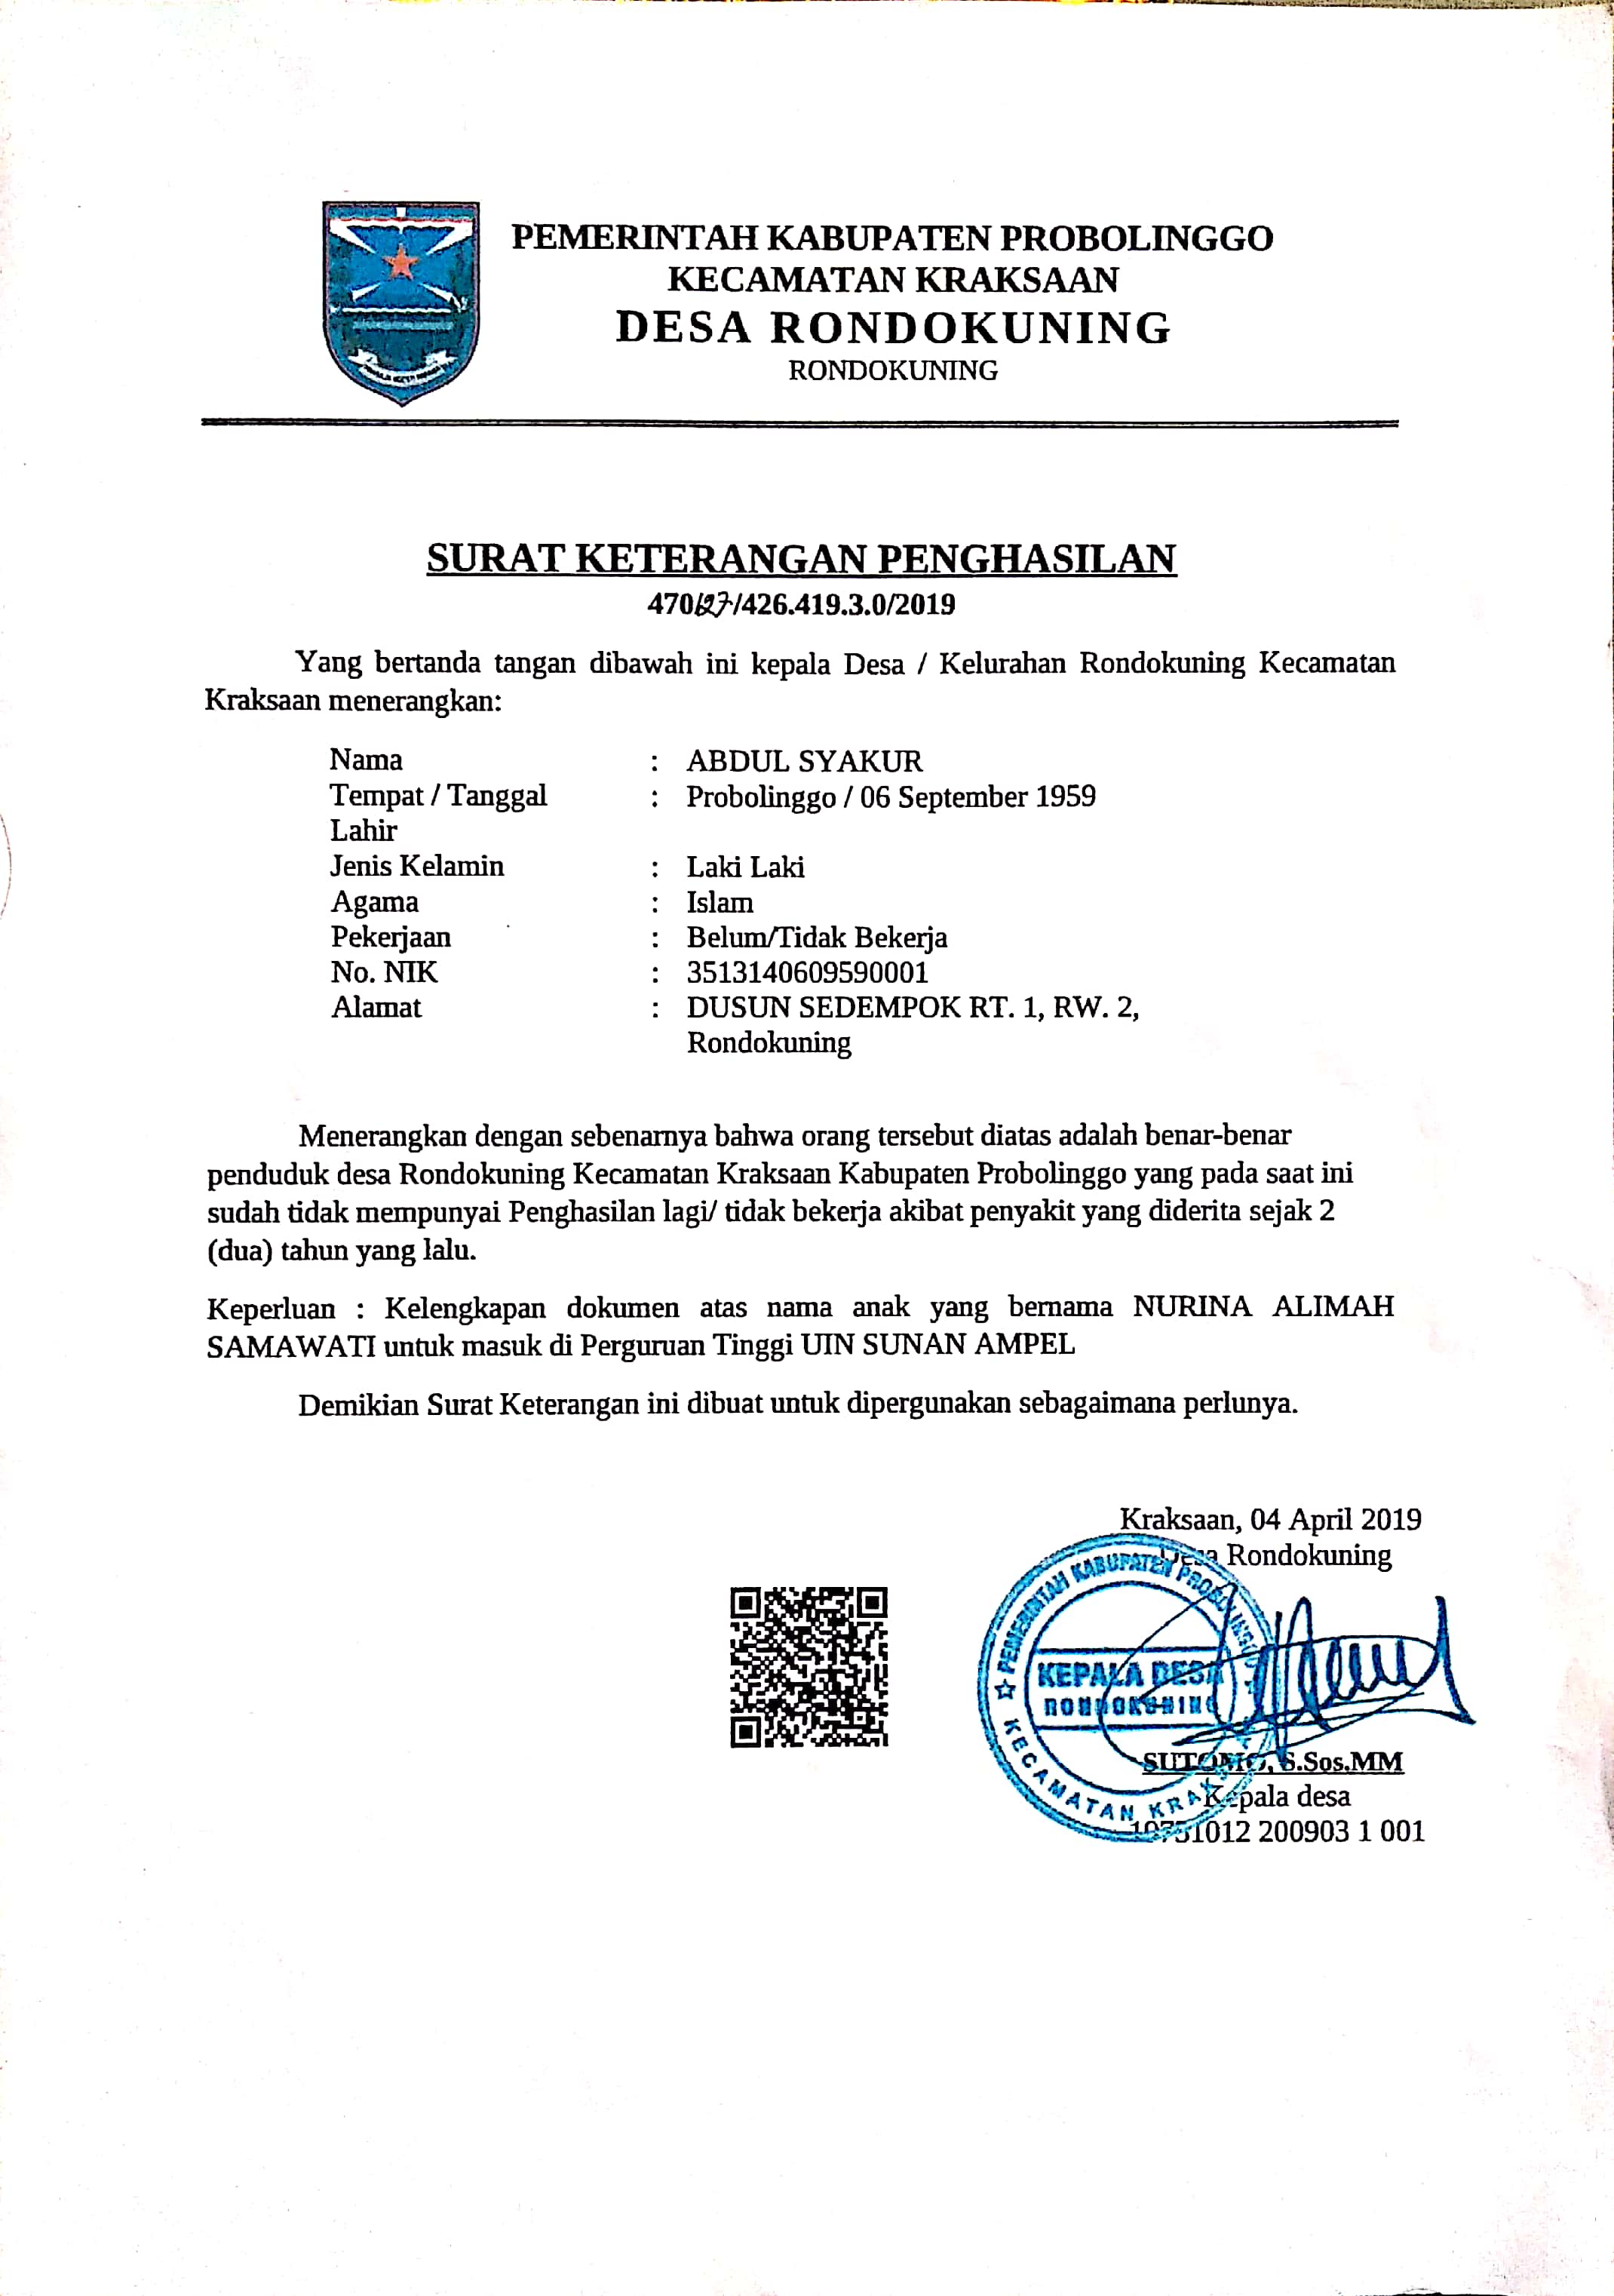 PEMERINTAH KABUPATEN PROBOLINGGO
KECAMATAN KRAKSAAN
DESA RONDOKUNING
RONDOKUNING
SURAT KETERANGAN PENGHASILAN
470/127/426.419.3.0/2019
Yang bertanda tangan dibawah ini kepala Desa / Kelurahan Rondokuning Kecamatan
Kraksaan menerangkan:
Nama : ABDUL SYAKUR
Tempat / Tanggal : Probolinggo / 06 September 1959
Lahir
Jenis Kelamin : Laki Laki
Agama : Islam
Pekerjaan : Belum/Tidak Bekerja
No. NIK : 3513140609590001
Alamat : DUSUN SEDEMPOK RT. 1, RW. 2,
Rondokuning
Menerangkan dengan sebenarnya bahwa orang tersebut diatas adalah benar-benar
penduduk desa Rondokuning Kecamatan Kraksaan Kabupaten Probolinggo yang pada saat ini
sudah tidak mempunyai Penghasilan lagi/ tidak bekerja akibat penyakit yang diderita sejak 2
(dua) tahun yang lalu.
Keperluan : Kelengkapan dokumen atas nama anak yang bernama NURINA ALIMAH
SAMAWATI untuk masuk di Perguruan Tinggi UIN SUNAN AMPEL
Demikian Surat Keterangan ini dibuat untuk dipergunakan sebagaimana perlunya.
Kraksaan, 04 April 2019
Desa Rondokuning
PEMERINTAH KABUPATEN PROBOLINGGO
KEPALA DESA
RONDOKUNING
KECAMATAN KRAKSAAN
SUTOMO, S.Sos.MM
Kepala desa
19751012 200903 1 001